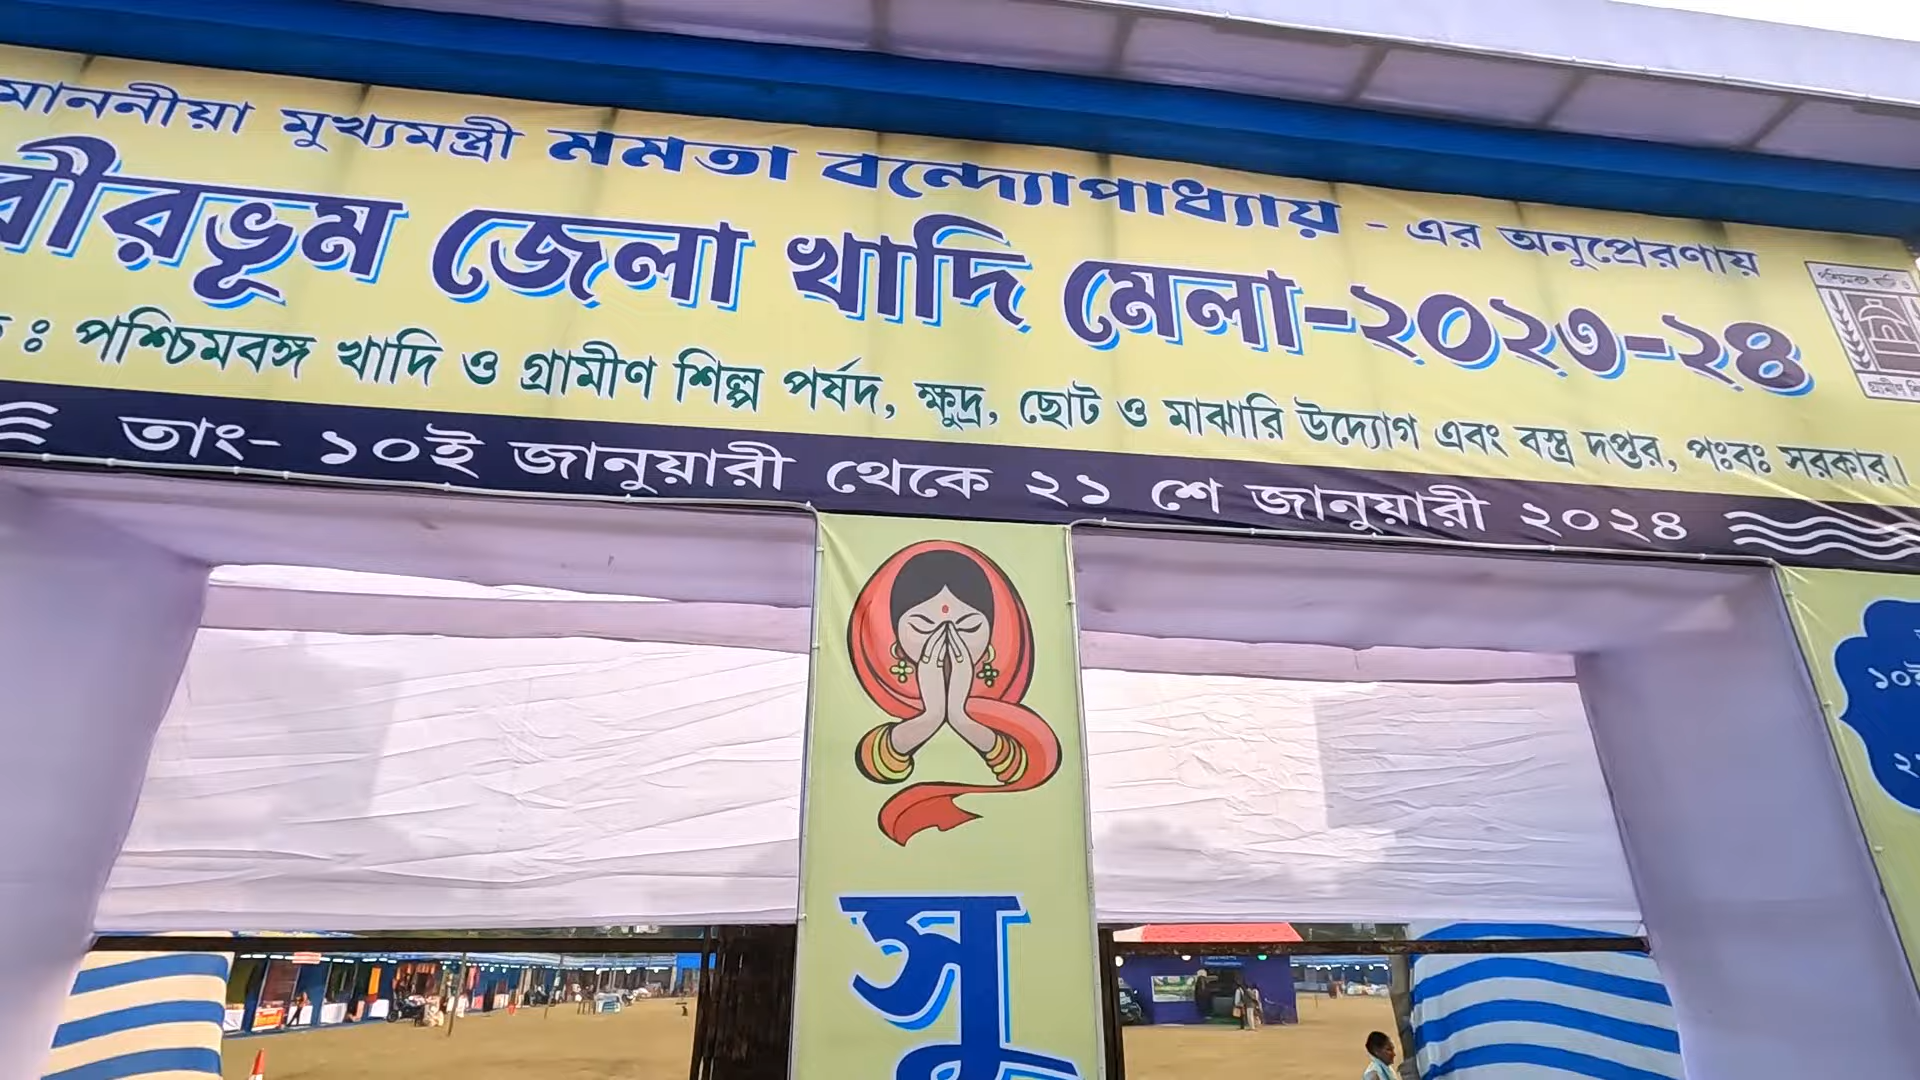 মাননীয়া মুখ্যমন্ত্রী মমতা বন্দ্যোপাধ্যায় - এর অনুপ্রেরণায়
বীরভূম জেলা খাদি মেলা-২০২৩-২৪
ঃ পশ্চিমবঙ্গ খাদি ও গ্রামীণ শিল্প পর্ষদ, ক্ষুদ্র, ছোট ও মাঝারি উদ্যোগ এবং বস্ত্র দপ্তর, পঃবঃ সরকার।
তাং- ১০ই জানুয়ারী থেকে ২১ শে জানুয়ারী ২০২৪
১০ই
সু